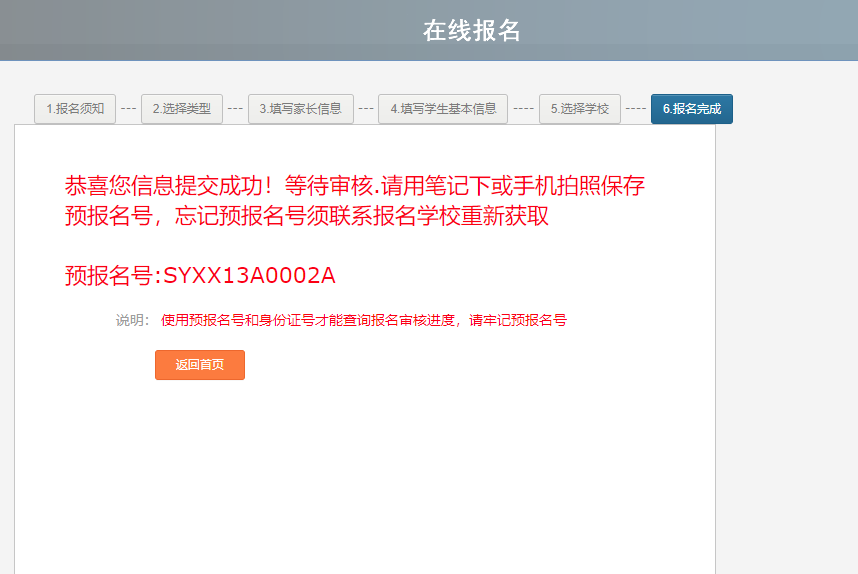 在线报名
1.报名须知 --- 2.选择类型 --- 3.填写家长信息 --- 4.填写学生基本信息 ---- 5.选择学校 ---- 6.报名完成
恭喜您信息提交成功！等待审核.请用笔记下或手机拍照保存
预报名号，忘记预报名号须联系报名学校重新获取
预报名号:SYXX13A0002A
说明： 使用预报名号和身份证号才能查询报名审核进度，请牢记预报名号
返回首页